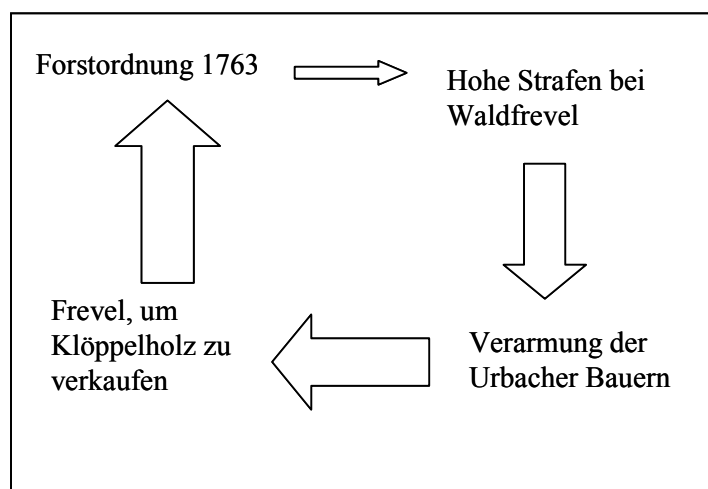 Forstordnung 1763
Hohe Strafen bei
Waldfrevel
Verarmung der
Urbacher Bauern
Frevel, um
Klöppelholz zu
verkaufen